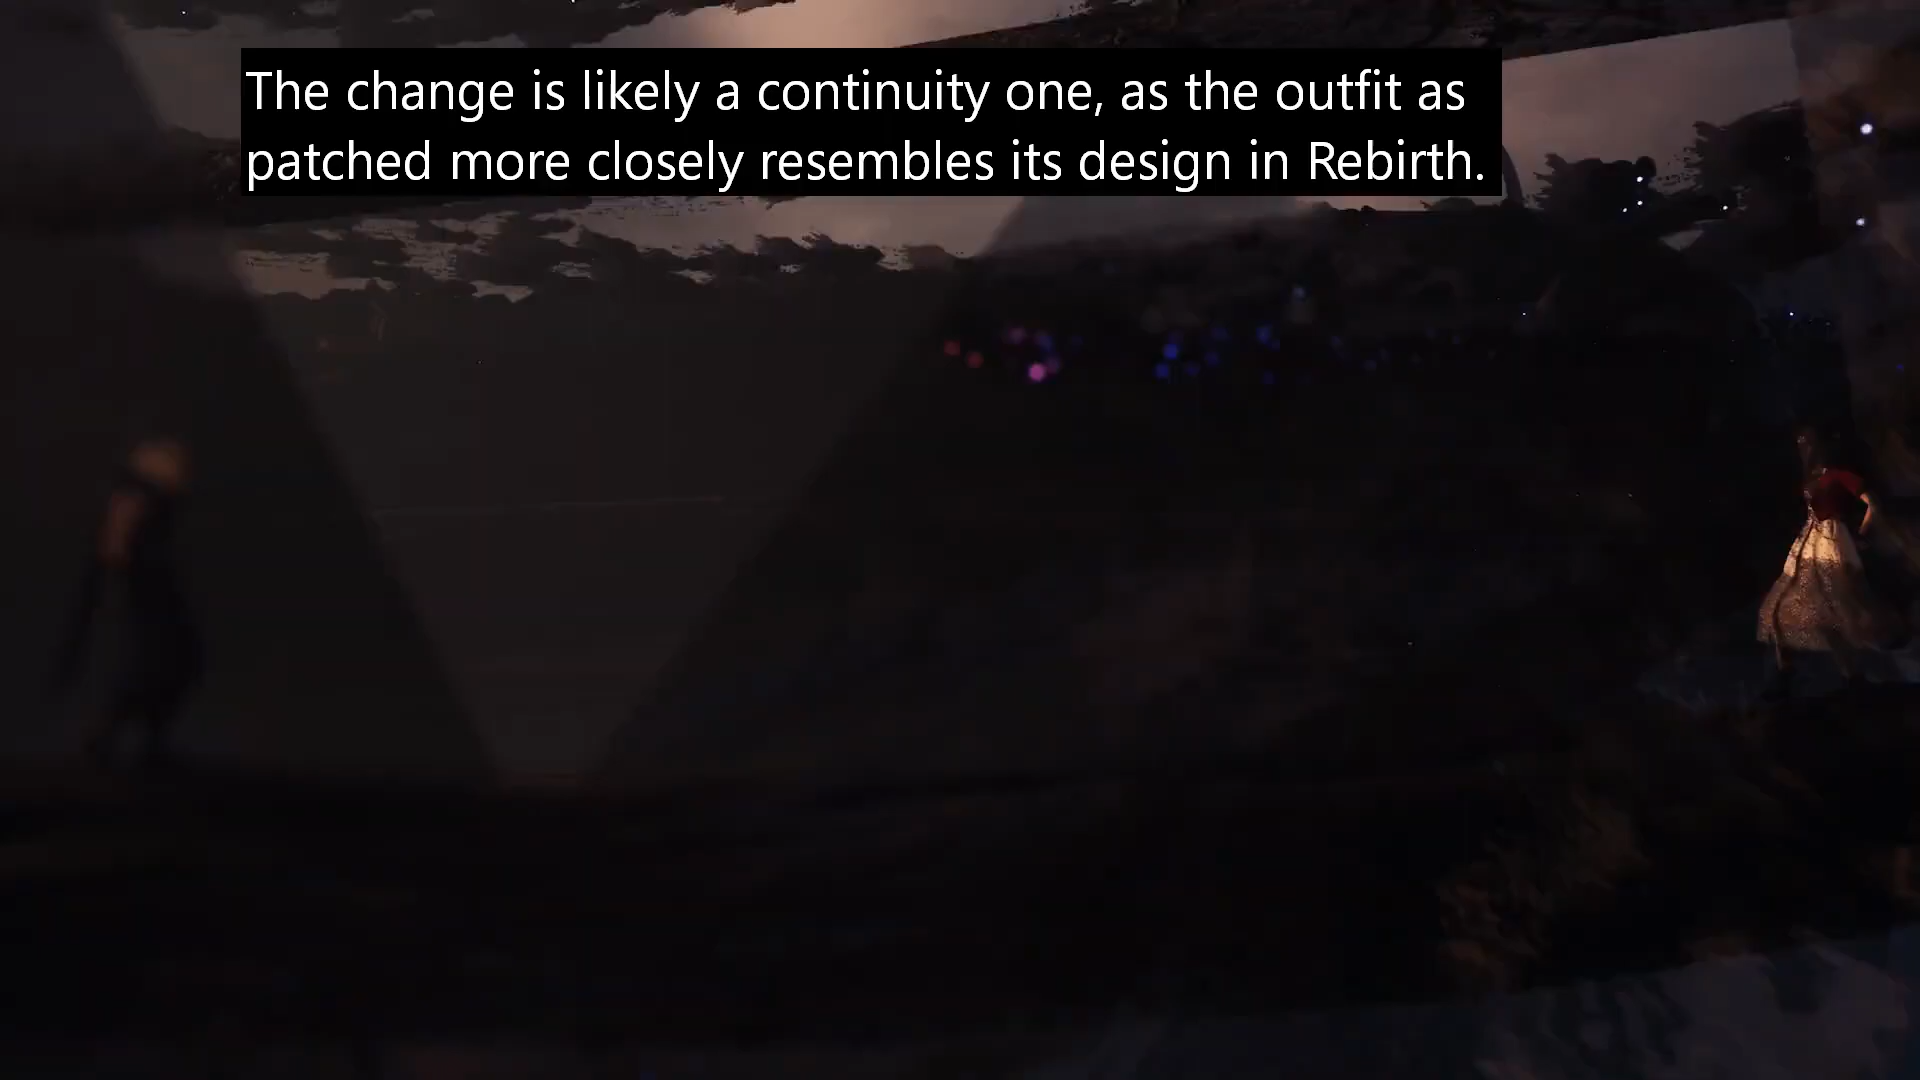 The change is likely a continuity one, as the outfit as
patched more closely resembles its design in Rebirth.